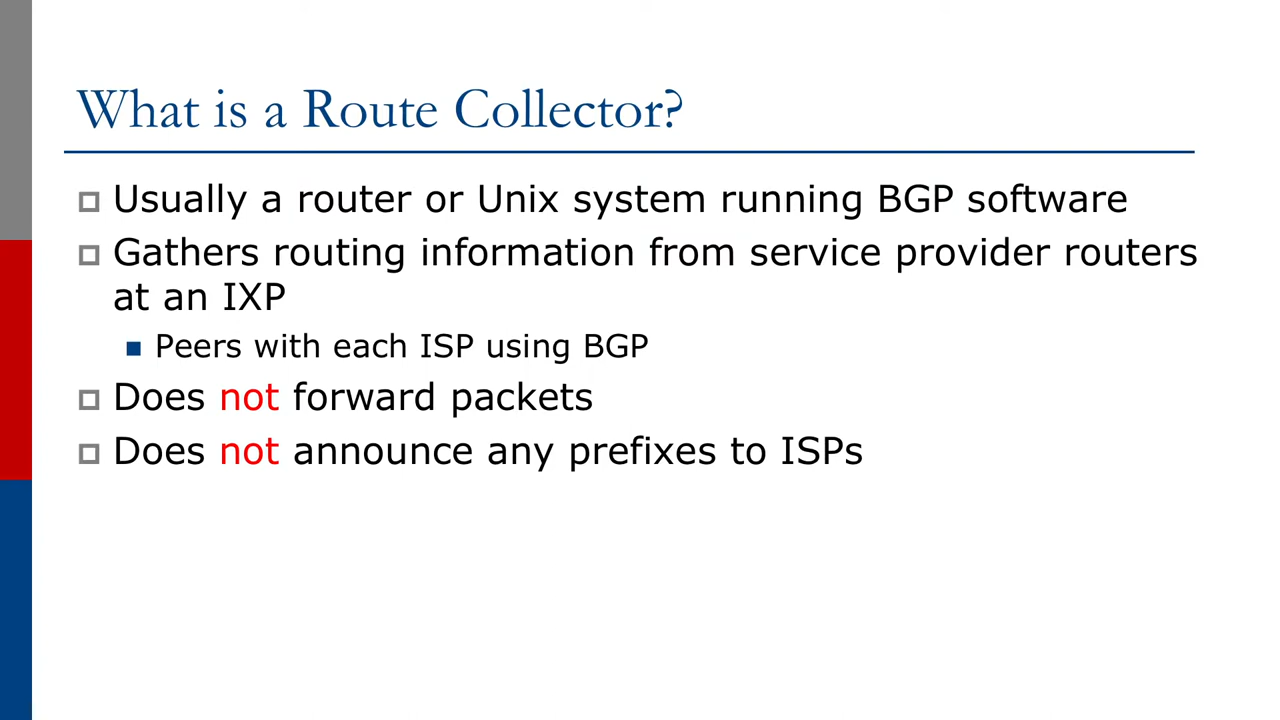 What is a Route Collector?
Usually a router or Unix system running BGP software
Gathers routing information from service provider routers
at an IXP
Peers with each ISP using BGP
Does not forward packets
Does not announce any prefixes to ISPs